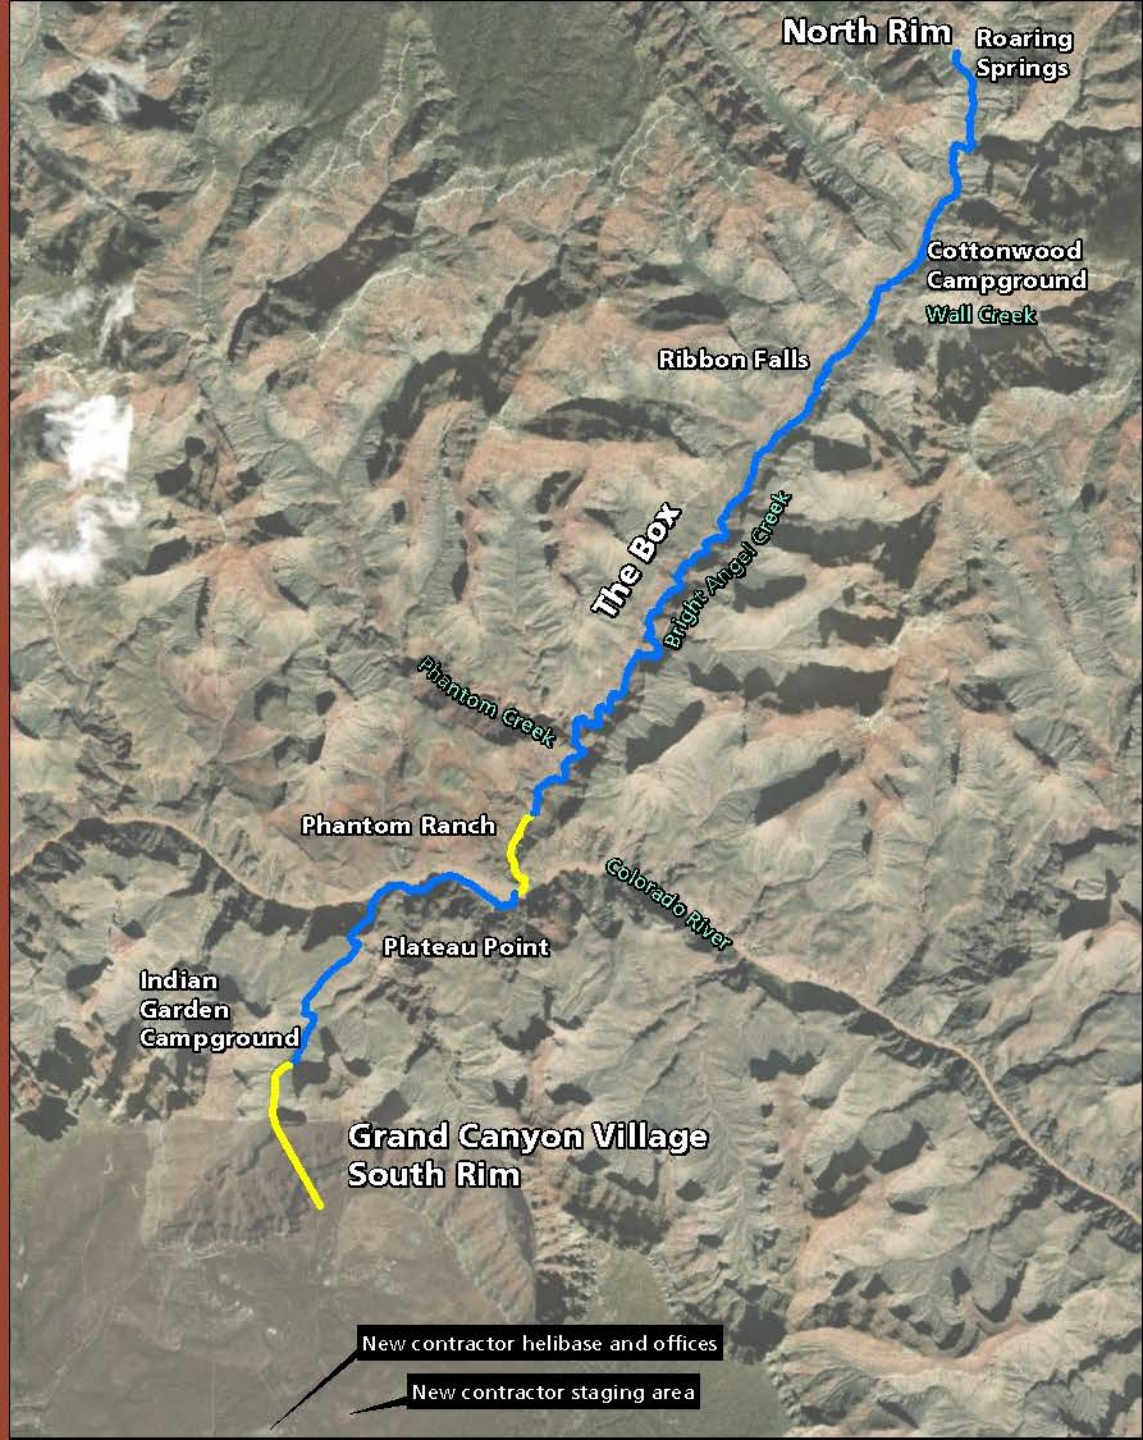 North Rim
Roaring
Springs
Cottonwood
Campground
Wall Creek
Ribbon Falls
The Box
Bright Angel Creek
Phantom Creek
Phantom Ranch
Colorado River
Plateau Point
Indian
Garden
Campground
Grand Canyon Village
South Rim
New contractor helibase and offices
New contractor staging area